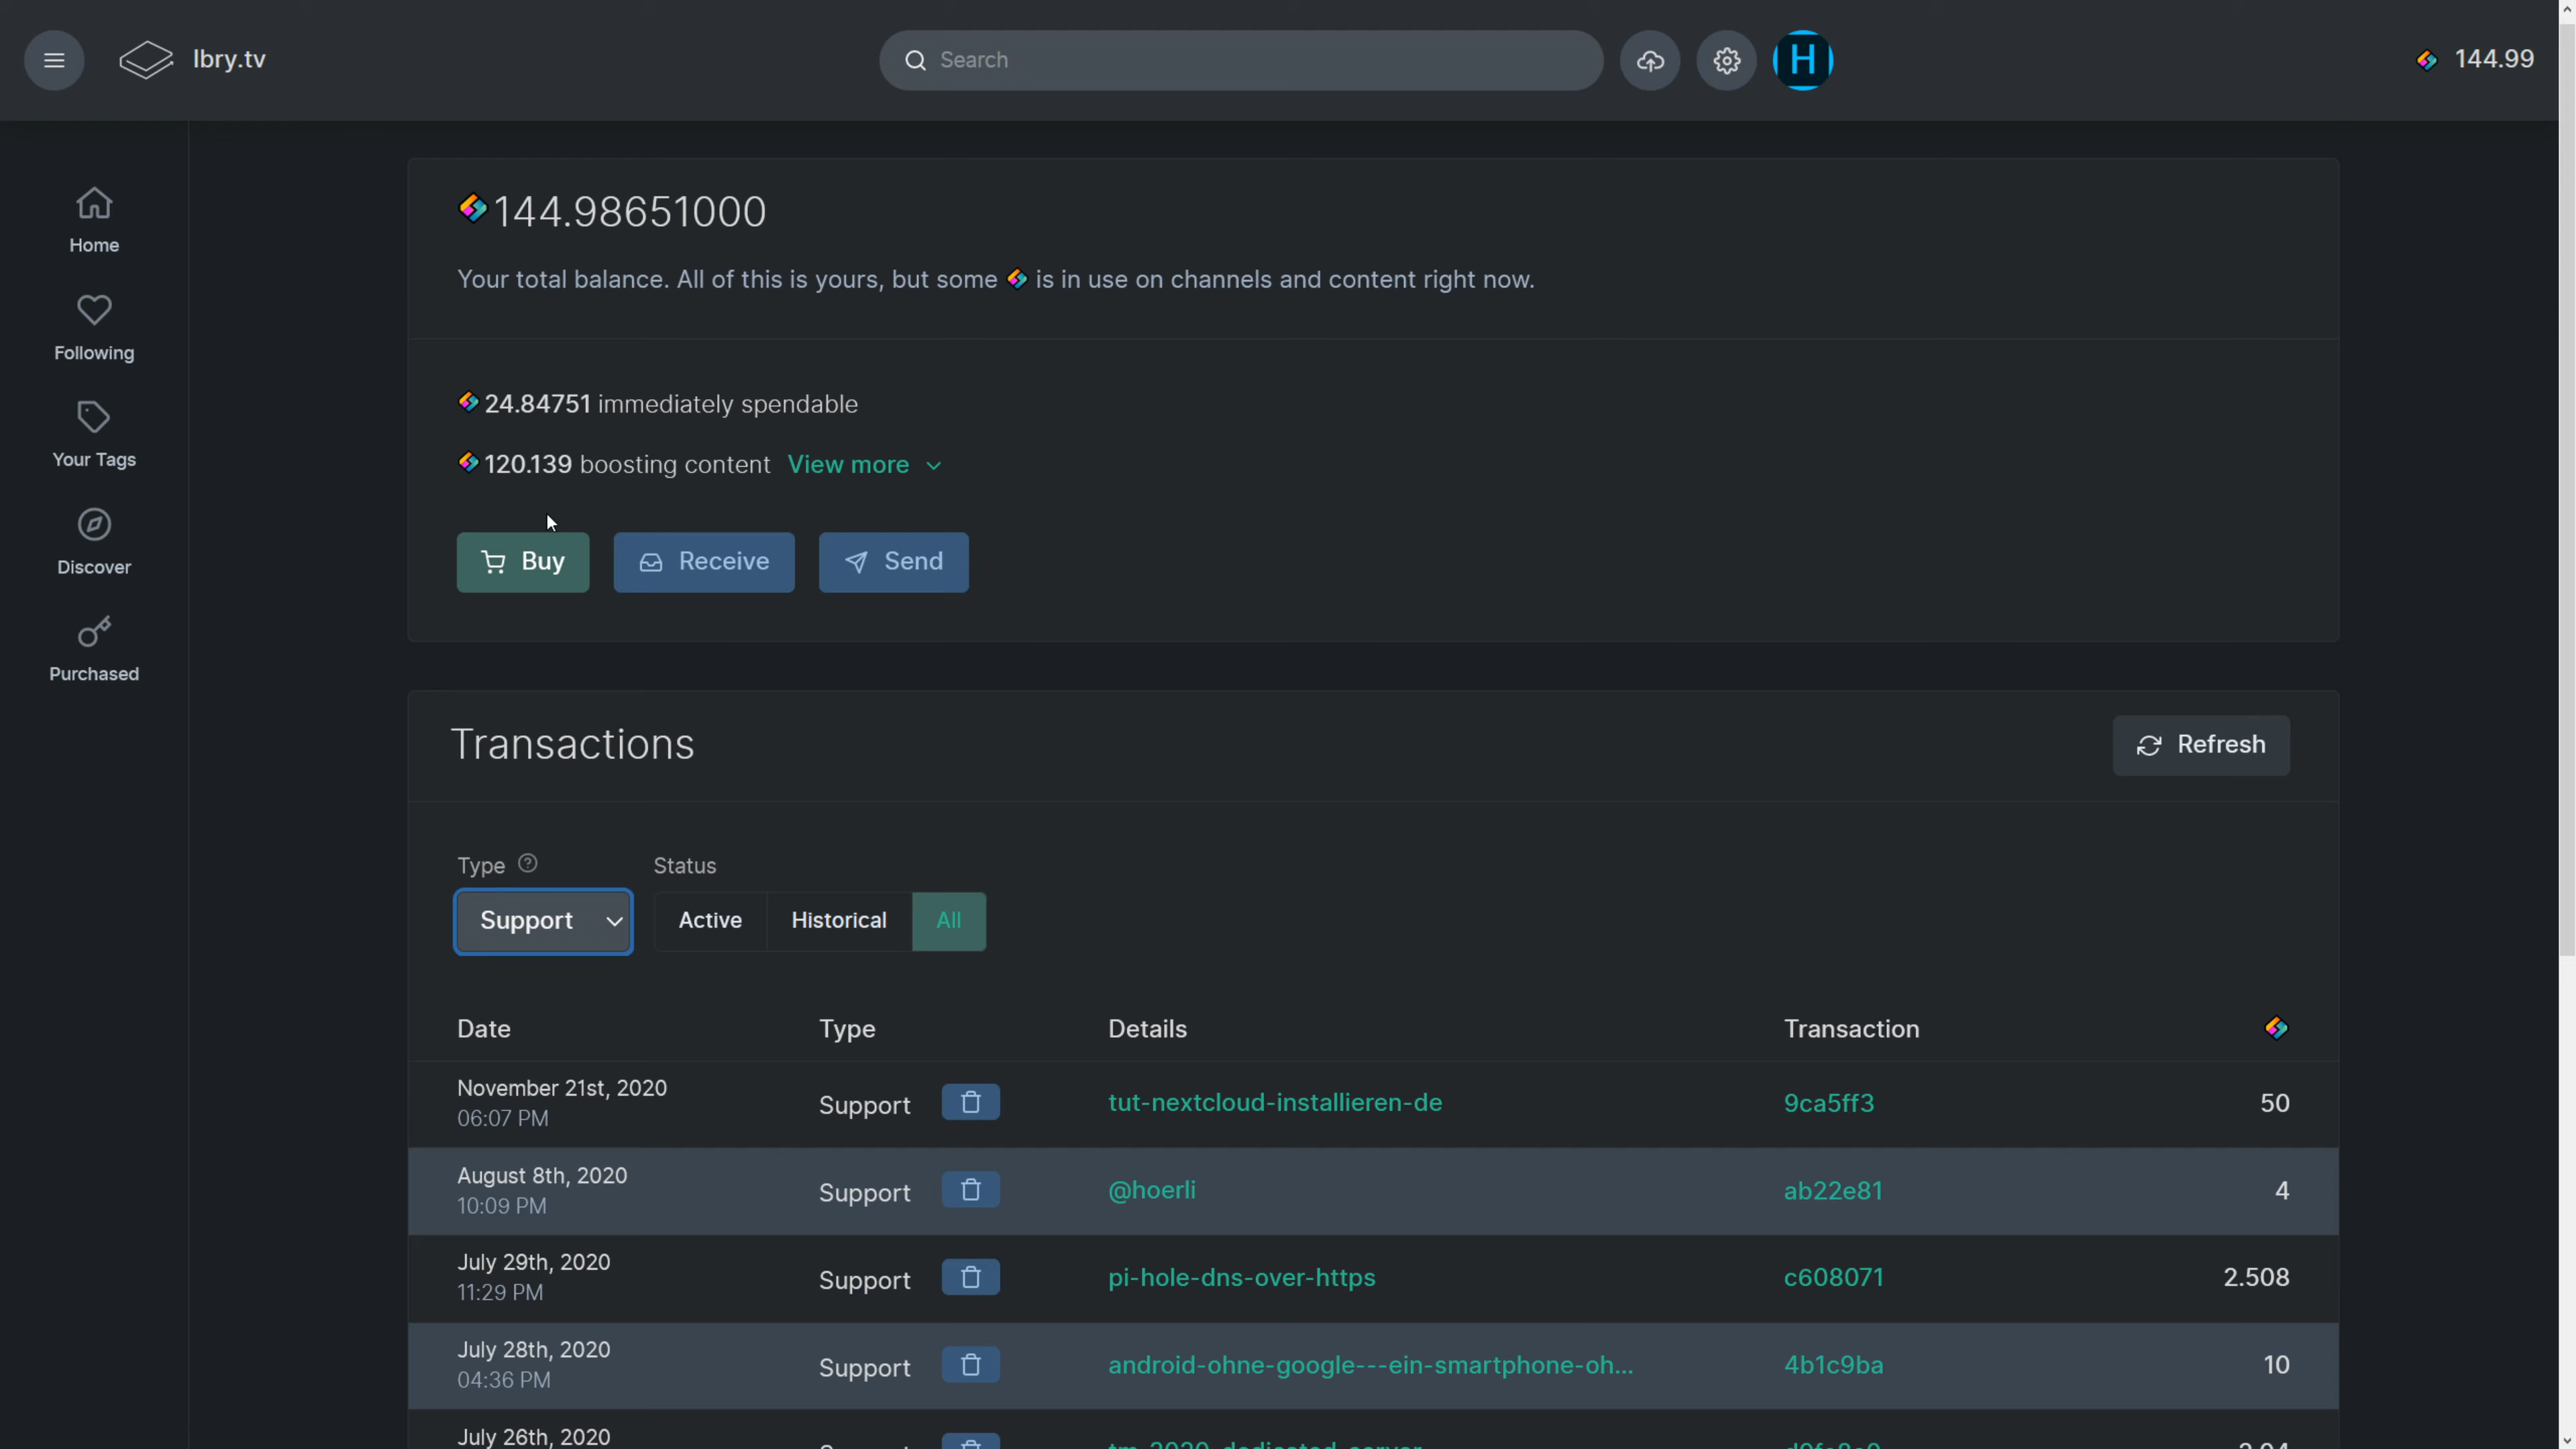 lbry.tv
Search
H
144.99
Home
Following
Your Tags
Discover
Purchased
144.98651000
Your total balance. All of this is yours, but some is in use on channels and content right now.
24.84751 immediately spendable
120.139 boosting content View more
Buy
Receive
Send
Transactions
Refresh
Type
Status
Support
Active
Historical
All
Date Type Details Transaction
November 21st, 2020
06:07 PM
Support tut-nextcloud-installieren-de 9ca5ff3 50
August 8th, 2020
10:09 PM
Support @hoerli ab22e81 4
July 29th, 2020
11:29 PM
Support pi-hole-dns-over-https c608071 2.508
July 28th, 2020
04:36 PM
Support android-ohne-google---ein-smartphone-oh... 4b1c9ba 10
July 26th, 2020